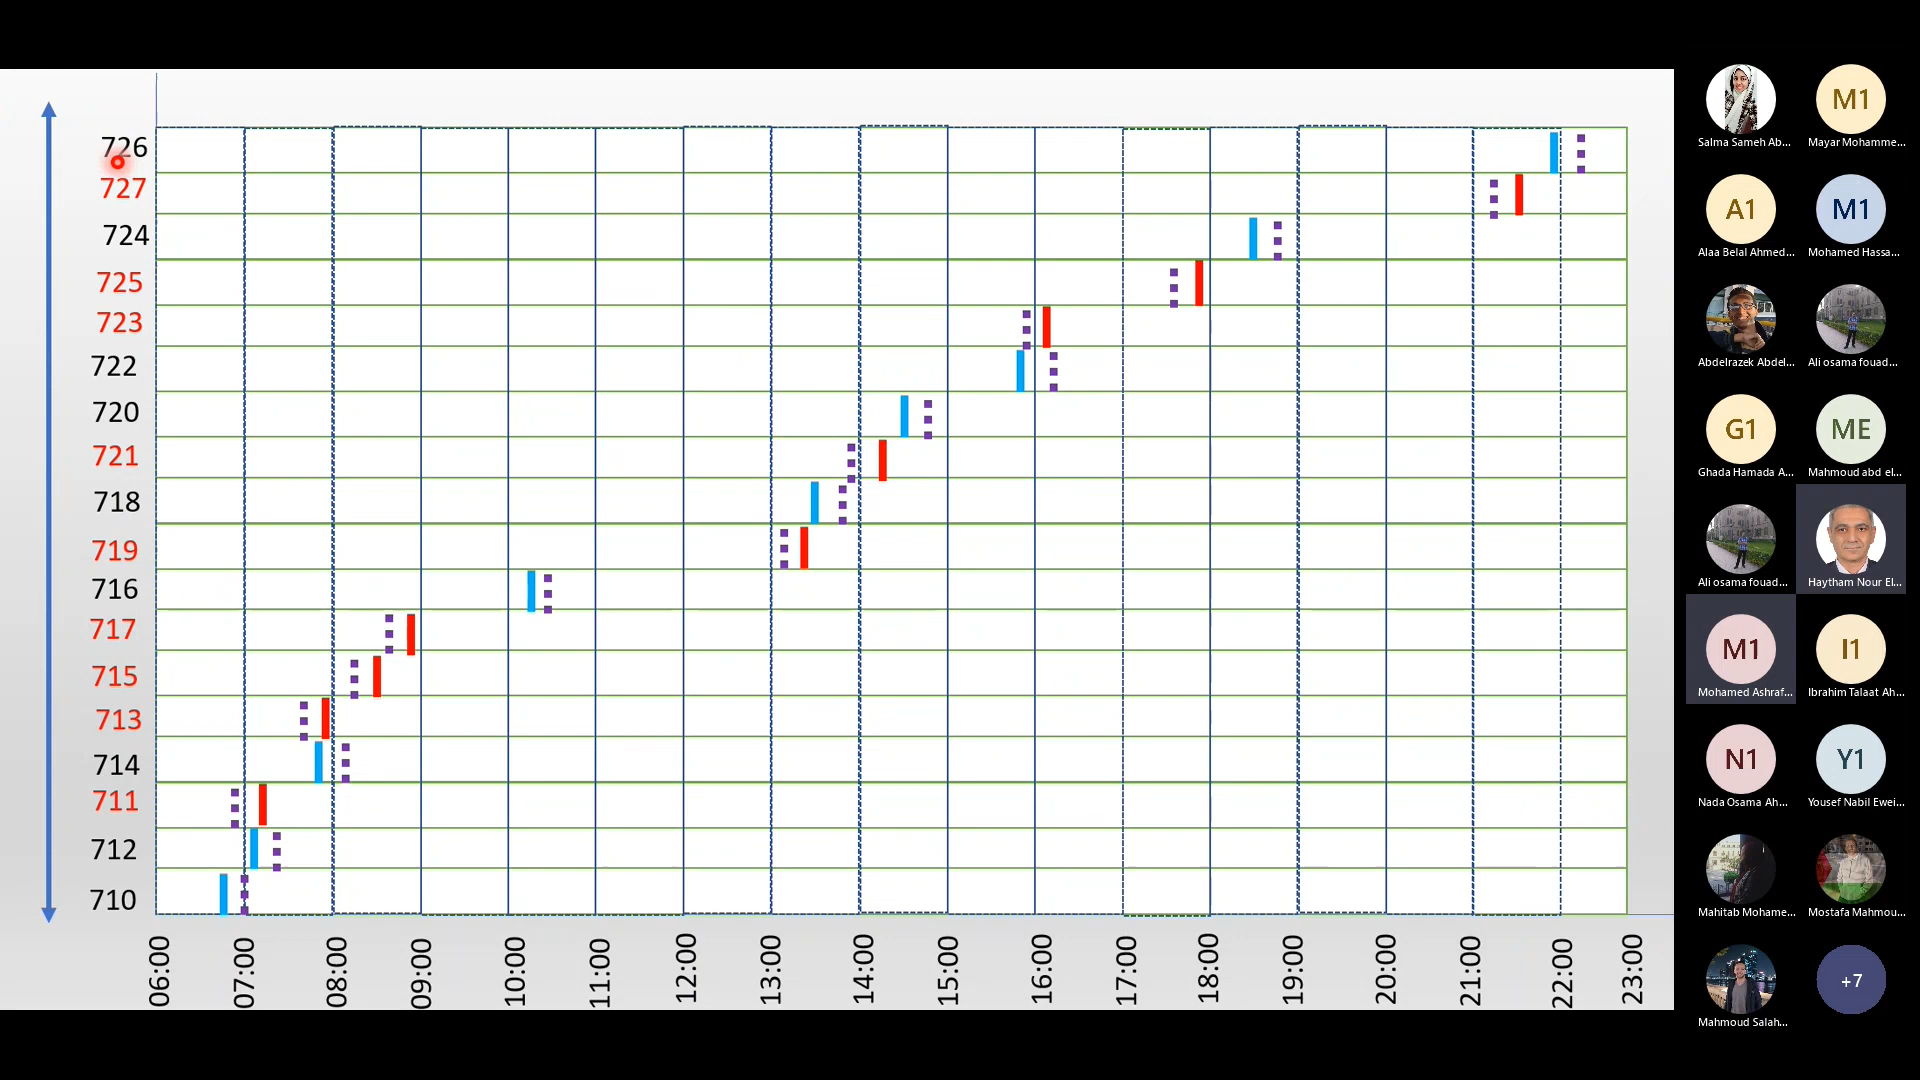 726
727
724
725
723
722
720
721
718
719
716
717
715
713
714
711
712
710
06:00
07:00
08:00
09:00
10:00
11:00
12:00
13:00
14:00
15:00
16:00
17:00
18:00
19:00
20:00
21:00
22:00
23:00
Salma Sameh Ab...
M1
Mayar Mohamme...
A1
Alaa Belal Ahmed...
M1
Mohamed Hassa...
Abdelrazek Abdel...
Ali osama fouad...
G1
Ghada Hamada A...
ME
Mahmoud abd el...
Ali osama fouad...
Haytham Nour El...
M1
Mohamed Ashraf...
I1
Ibrahim Talaat Ah...
N1
Nada Osama Ah...
Y1
Yousef Nabil Ewei...
Mahitab Mohame...
Mostafa Mahmou...
Mahmoud Salah...
+7